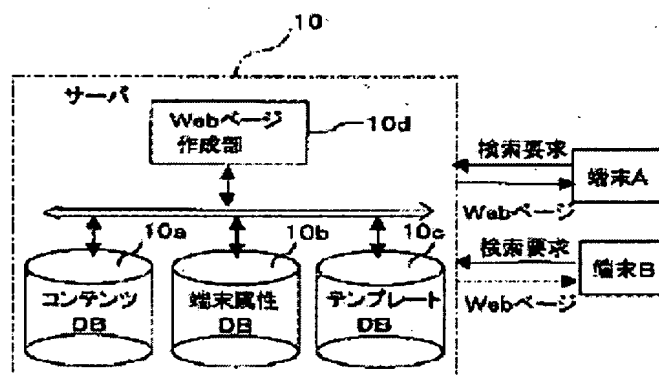 10
サーバ
Webページ
作成部
10d
検索要求
端末A
Webページ
検索要求
端末B
Webページ
10a
10b
10c
コンテンツ
DB
端末属性
DB
テンプレート
DB